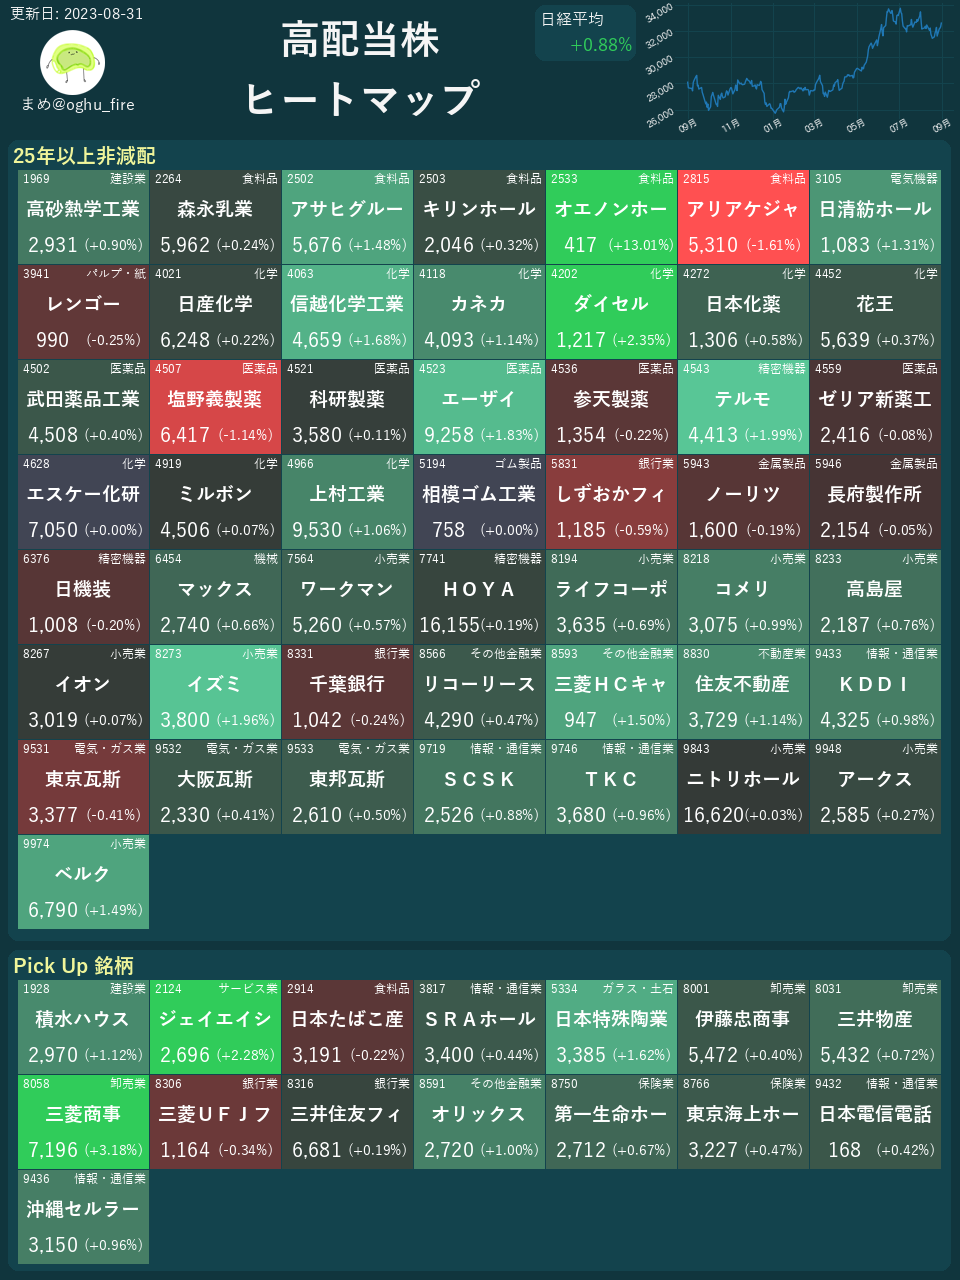 更新日: 2023-08-31
まめ@oghu_fire
高配当株
ヒートマップ
日経平均
+0.88%
34,000
32,000
30,000
28,000
26,000
09月 11月 01月 03月 05月 07月 09月
25年以上非減配
1969 建設業 2264 食料品 2502 食料品 2503 食料品 2533 食料品 2815 食料品 3105 電気機器
高砂熱学工業 森永乳業 アサヒグルー キリンホール オエノンホー アリアケジャ 日清紡ホール
2,931 (+0.90%) 5,962 (+0.24%) 5,676 (+1.48%) 2,046 (+0.32%) 417 (+13.01%) 5,310 (-1.61%) 1,083 (+1.31%)
3941 パルプ・紙 4021 化学 4063 化学 4118 化学 4202 化学 4272 化学 4452 化学
レンゴー 日産化学 信越化学工業 カネカ ダイセル 日本化薬 花王
990 (-0.25%) 6,248 (+0.22%) 4,659 (+1.68%) 4,093 (+1.14%) 1,217 (+2.35%) 1,306 (+0.58%) 5,639 (+0.37%)
4502 医薬品 4507 医薬品 4521 医薬品 4523 医薬品 4536 医薬品 4543 精密機器 4559 医薬品
武田薬品工業 塩野義製薬 科研製薬 エーザイ 参天製薬 テルモ ゼリア新薬工
4,508 (+0.40%) 6,417 (-1.14%) 3,580 (+0.11%) 9,258 (+1.83%) 1,354 (-0.22%) 4,413 (+1.99%) 2,416 (-0.08%)
4628 化学 4919 化学 4966 化学 5194 ゴム製品 5831 銀行業 5943 金属製品 5946 金属製品
エスケー化研 ミルボン 上村工業 相模ゴム工業 しずおかフィ ノーリツ 長府製作所
7,050 (+0.00%) 4,506 (+0.07%) 9,530 (+1.06%) 758 (+0.00%) 1,185 (-0.59%) 1,600 (-0.19%) 2,154 (-0.05%)
6376 精密機器 6454 機械 7564 小売業 7741 精密機器 8194 小売業 8218 小売業 8233 小売業
日機装 マックス ワークマン ＨＯＹＡ ライフコーポ コメリ 高島屋
1,008 (-0.20%) 2,740 (+0.66%) 5,260 (+0.57%) 16,155(+0.19%) 3,635 (+0.69%) 3,075 (+0.99%) 2,187 (+0.76%)
8267 小売業 8273 小売業 8331 銀行業 8566 その他金融業 8593 その他金融業 8830 不動産業 9433 情報・通信業
イオン イズミ 千葉銀行 リコーリース 三菱ＨＣキャ 住友不動産 ＫＤＤＩ
3,019 (+0.07%) 3,800 (+1.96%) 1,042 (-0.24%) 4,290 (+0.47%) 947 (+1.50%) 3,729 (+1.14%) 4,325 (+0.98%)
9531 電気・ガス業 9532 電気・ガス業 9533 電気・ガス業 9719 情報・通信業 9746 情報・通信業 9843 小売業 9948 小売業
東京瓦斯 大阪瓦斯 東邦瓦斯 ＳＣＳＫ ＴＫＣ ニトリホール アークス
3,377 (-0.41%) 2,330 (+0.41%) 2,610 (+0.50%) 2,526 (+0.88%) 3,680 (+0.96%) 16,620(+0.03%) 2,585 (+0.27%)
9974 小売業
ベルク
6,790 (+1.49%)
Pick Up 銘柄
1928 建設業 2124 サービス業 2914 食料品 3817 情報・通信業 5334 ガラス・土石 8001 卸売業 8031 卸売業
積水ハウス ジェイエイシ 日本たばこ産 ＳＲＡホール 日本特殊陶業 伊藤忠商事 三井物産
2,970 (+1.12%) 2,696 (+2.28%) 3,191 (-0.22%) 3,400 (+0.44%) 3,385 (+1.62%) 5,472 (+0.40%) 5,432 (+0.72%)
8058 卸売業 8306 銀行業 8316 銀行業 8591 その他金融業 8750 保険業 8766 保険業 9432 情報・通信業
三菱商事 三菱ＵＦＪフ 三井住友フィ オリックス 第一生命ホー 東京海上ホー 日本電信電話
7,196 (+3.18%) 1,164 (-0.34%) 6,681 (+0.19%) 2,720 (+1.00%) 2,712 (+0.67%) 3,227 (+0.47%) 168 (+0.42%)
9436 情報・通信業
沖縄セルラー
3,150 (+0.96%)